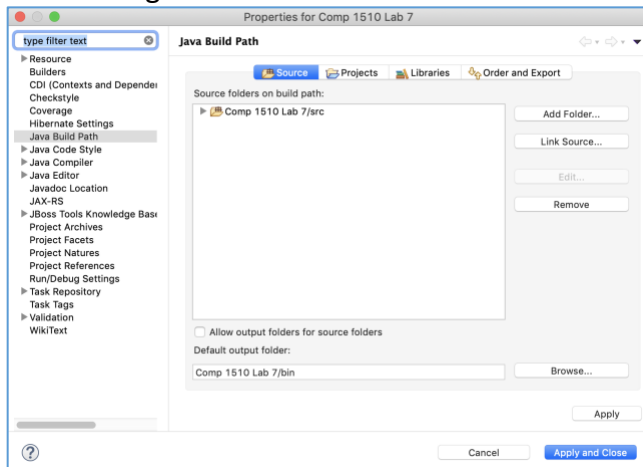 Properties for Comp 1510 Lab 7
type filter text
Resource
Builders
CDI (Contexts and Depende
Checkstyle
Coverage
Hibernate Settings
Java Build Path
Java Code Style
Java Compiler
Java Editor
Javadoc Location
JAX-RS
JBoss Tools Knowledge Base
Project Archives
Project Facets
Project Natures
Project References
Run/Debug Settings
Task Repository
Task Tags
Validation
WikiText
Java Build Path
Source Projects Libraries Order and Export
Source folders on build path:
Comp 1510 Lab 7/src
Add Folder...
Link Source...
Edit...
Remove
Allow output folders for source folders
Default output folder:
Comp 1510 Lab 7/bin
Browse...
Apply
? Cancel Apply and Close